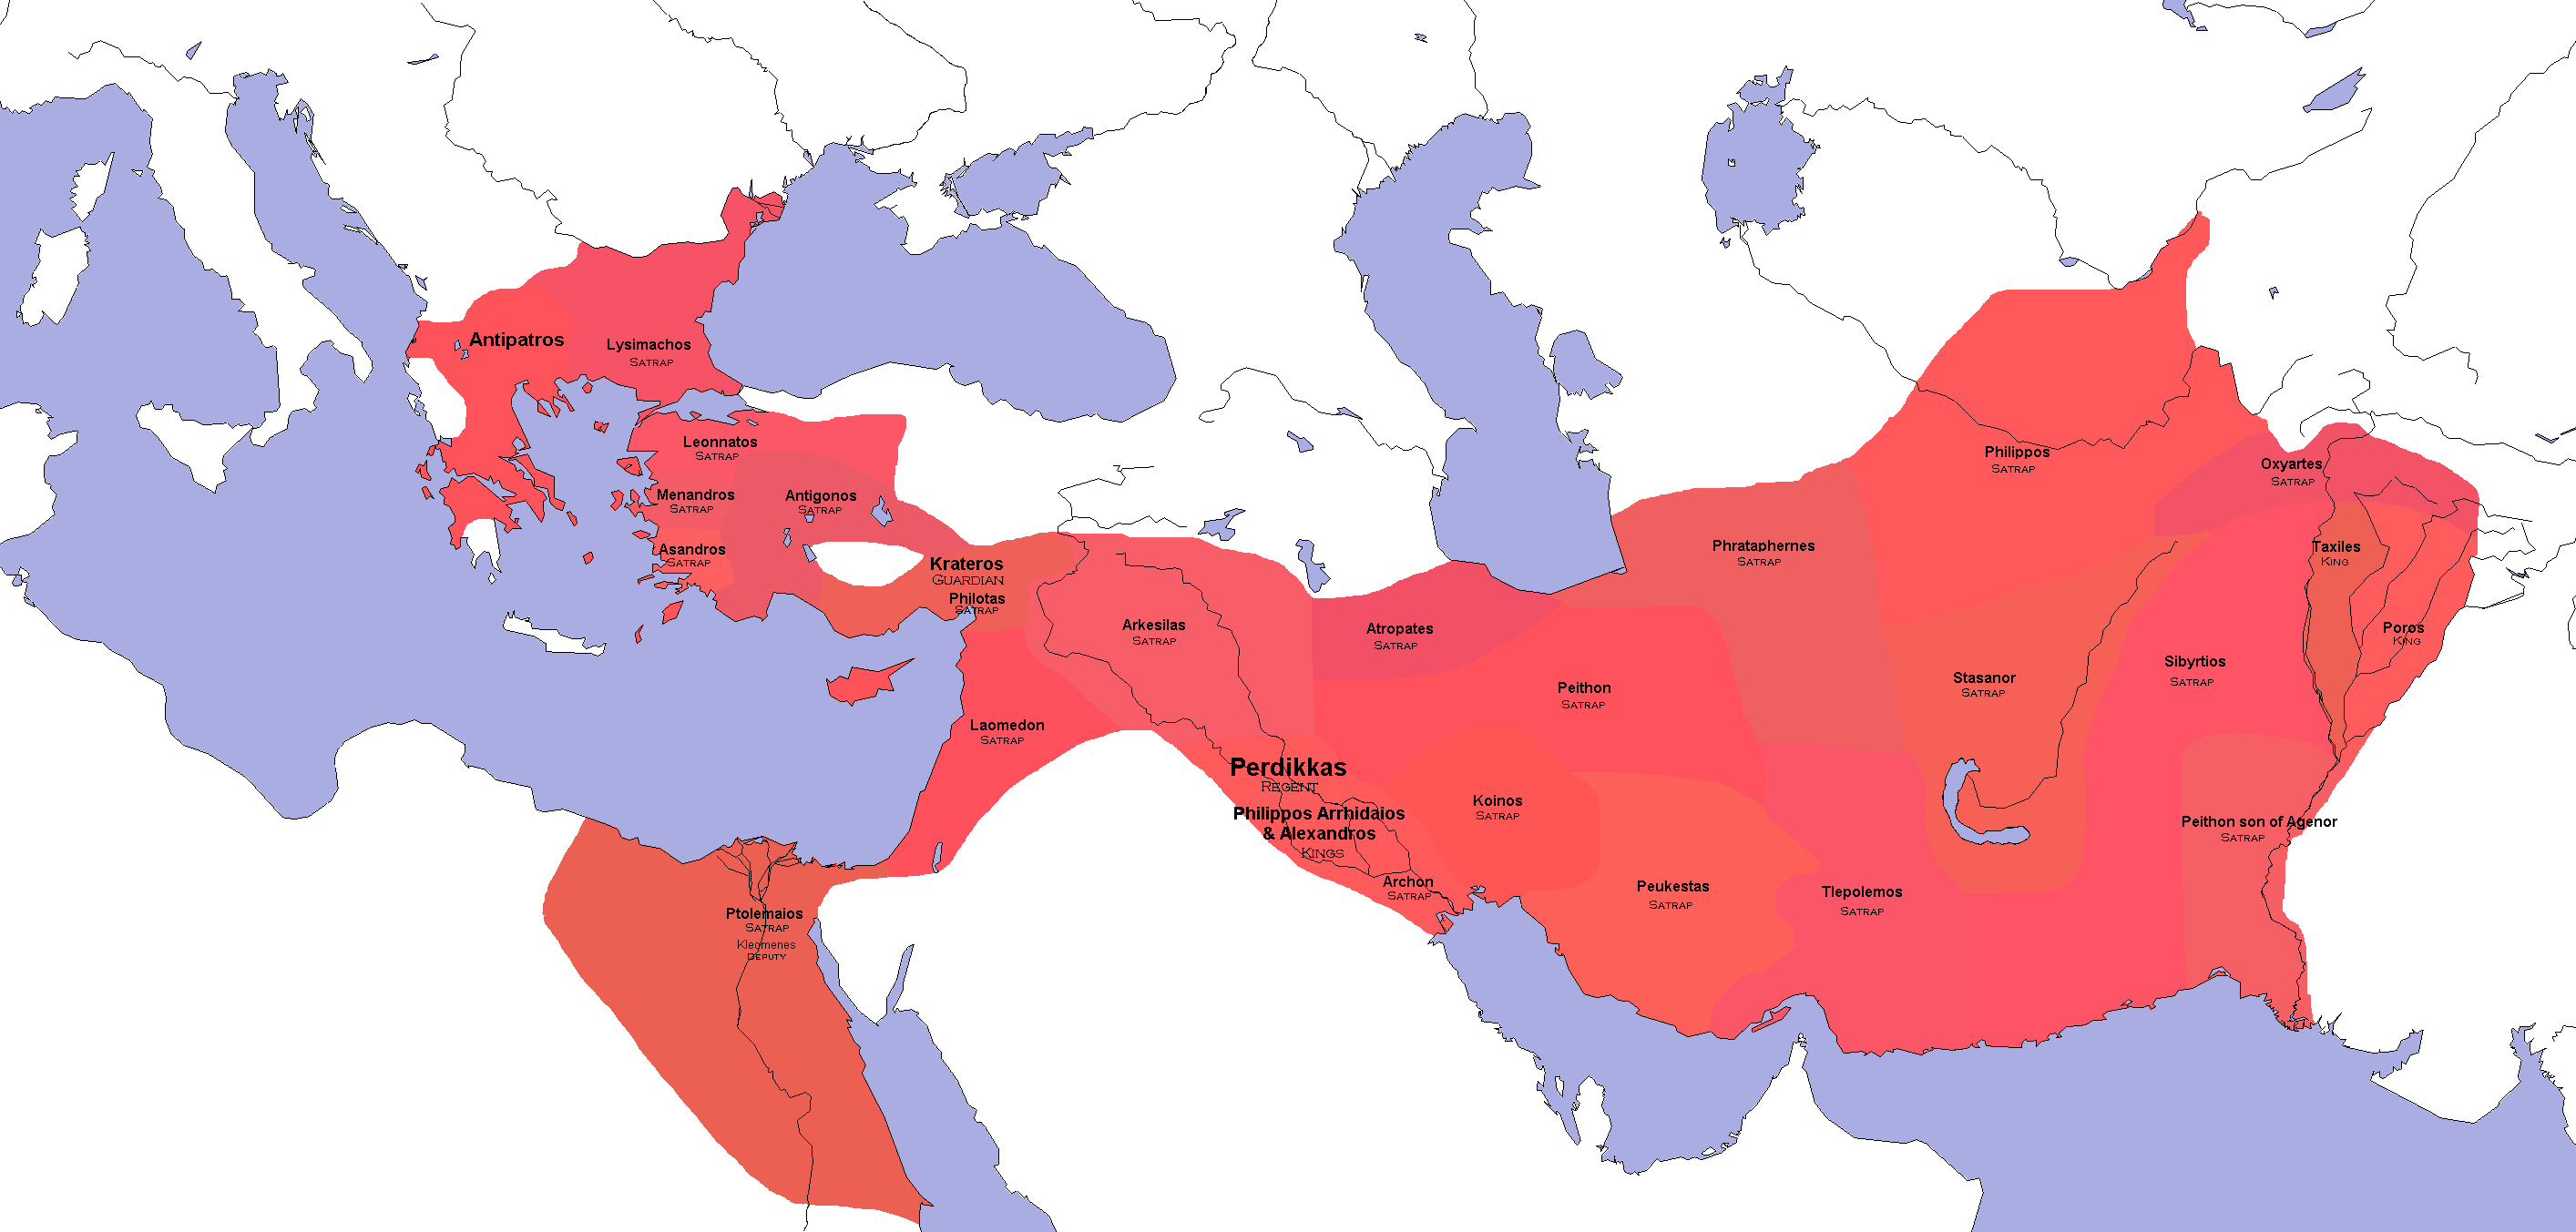 Antipatros
Lysimachos
Satrap
Leonnatos
Satrap
Menandros
Satrap
Antigonos
Satrap
Asandros
Satrap
Krateros
Guardian
Philotas
Satrap
Arkesilas
Satrap
Laomedon
Satrap
Atropates
Satrap
Peithon
Satrap
Phrataphernes
Satrap
Philippos
Satrap
Oxyartes
Satrap
Taxiles
King
Poros
King
Stasanor
Satrap
Sibyrtios
Satrap
Perdikkas
Regent
Philippos Arrhidaios
& Alexandros
Kings
Archon
Satrap
Koinos
Satrap
Peukestas
Satrap
Tlepolemos
Satrap
Peithon son of Agenor
Satrap
Ptolemaios
Satrap
Kleomenes
Deputy